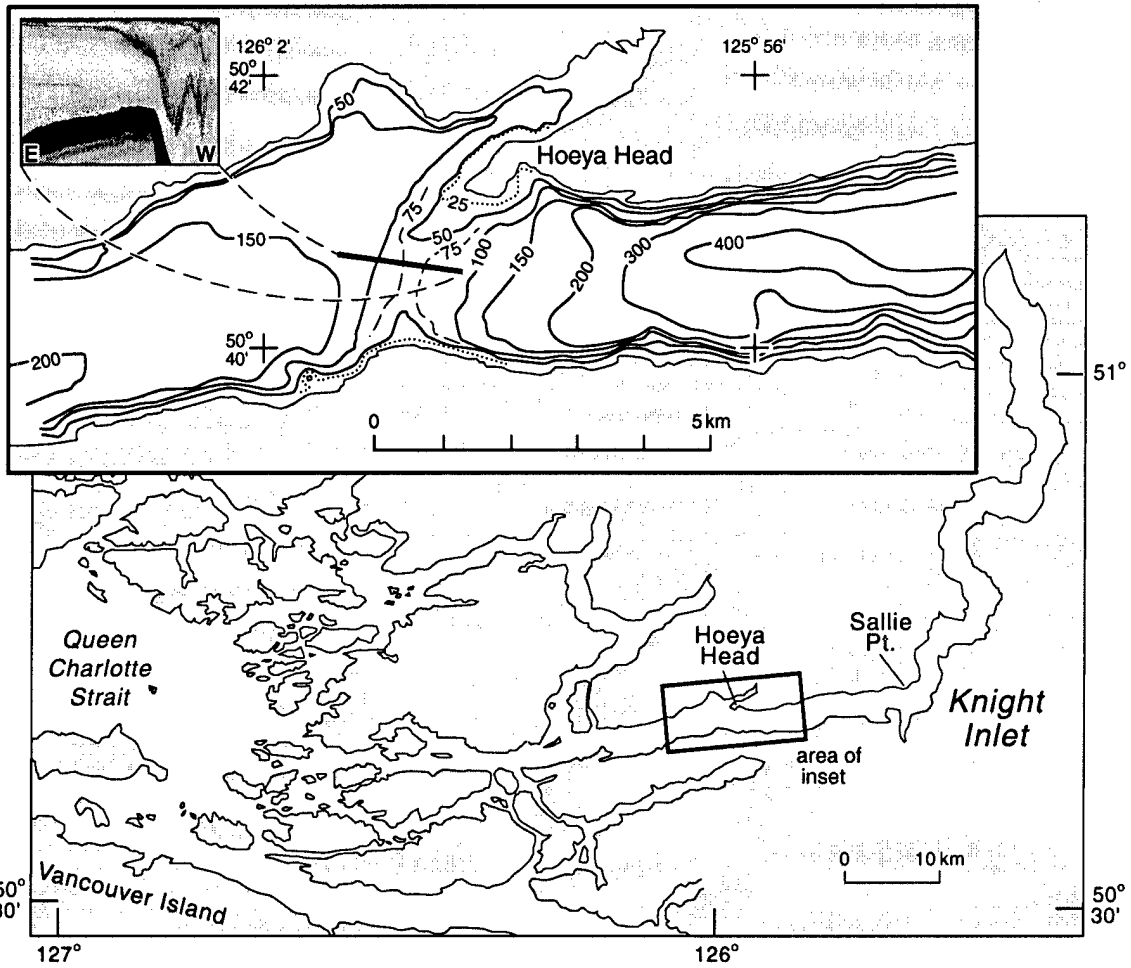 126° 2'
50°
42'
125° 56'
E
W
50
Hoeya Head
75
25
50
75
100
150
150
200
300
400
200
50°
40'
0
5 km
51°
Queen
Charlotte
Strait
Hoeya
Head
Sallie
Pt.
Knight
Inlet
area of
inset
0
10 km
Vancouver Island
50°
30'
50°
30'
127°
126°